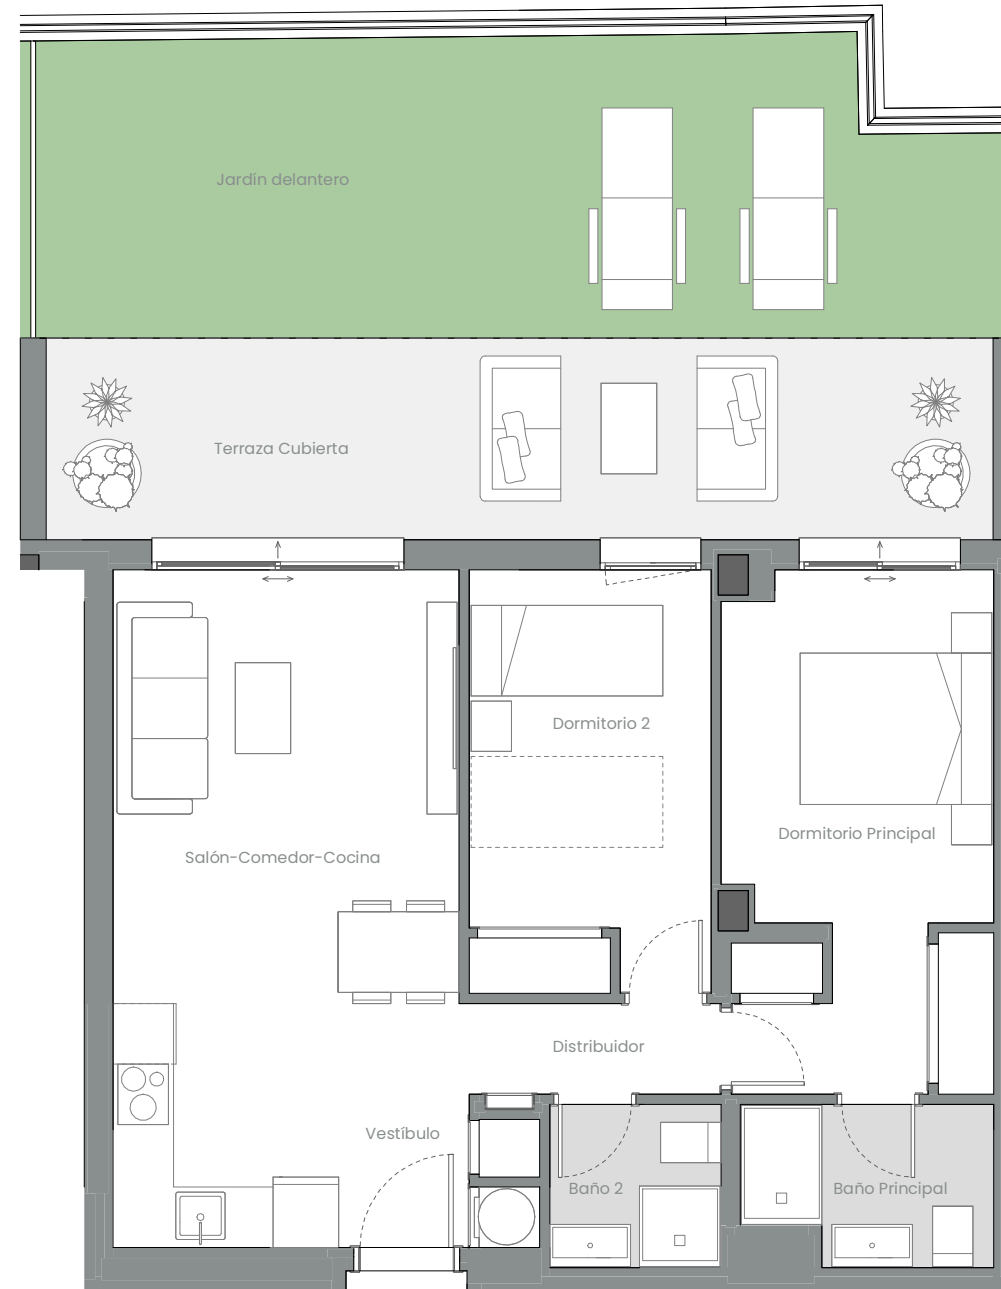 Jardín delantero
Terraza Cubierta
Dormitorio 2
Dormitorio Principal
Salón-Comedor-Cocina
Distribuidor
Vestíbulo
Baño 2
Baño Principal